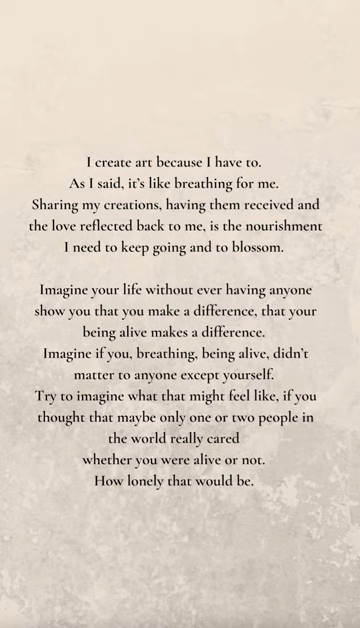 I create art because I have to.
As I said, it's like breathing for me.
Sharing my creations, having them received and
the love reflected back to me, is the nourishment
I need to keep going and to blossom.
Imagine your life without ever having anyone
show you that you make a difference, that your
being alive makes a difference.
Imagine if you, breathing, being alive, didn't
matter to anyone except yourself.
Try to imagine what that might feel like, if you
thought that maybe only one or two people in
the world really cared
whether you were alive or not.
How lonely that would be.